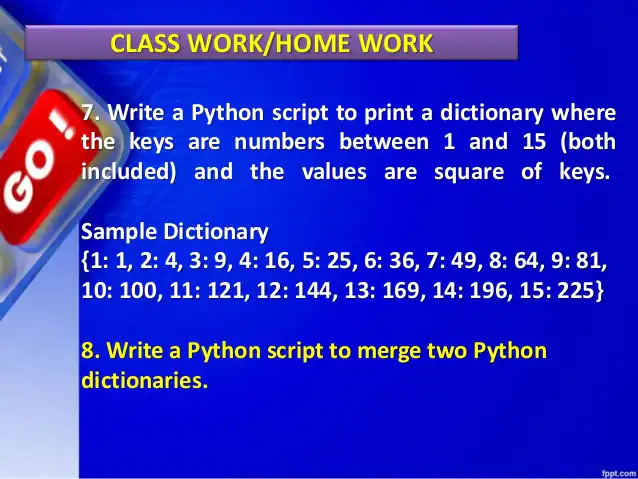 CLASS WORK/HOME WORK
7. Write a Python script to print a dictionary where
the keys are numbers between 1 and 15 (both
included) and the values are square of keys.
Sample Dictionary
{1: 1, 2: 4, 3: 9, 4: 16, 5: 25, 6: 36, 7: 49, 8: 64, 9: 81,
10: 100, 11: 121, 12: 144, 13: 169, 14: 196, 15: 225}
8. Write a Python script to merge two Python
dictionaries.
GO!
fppt.com